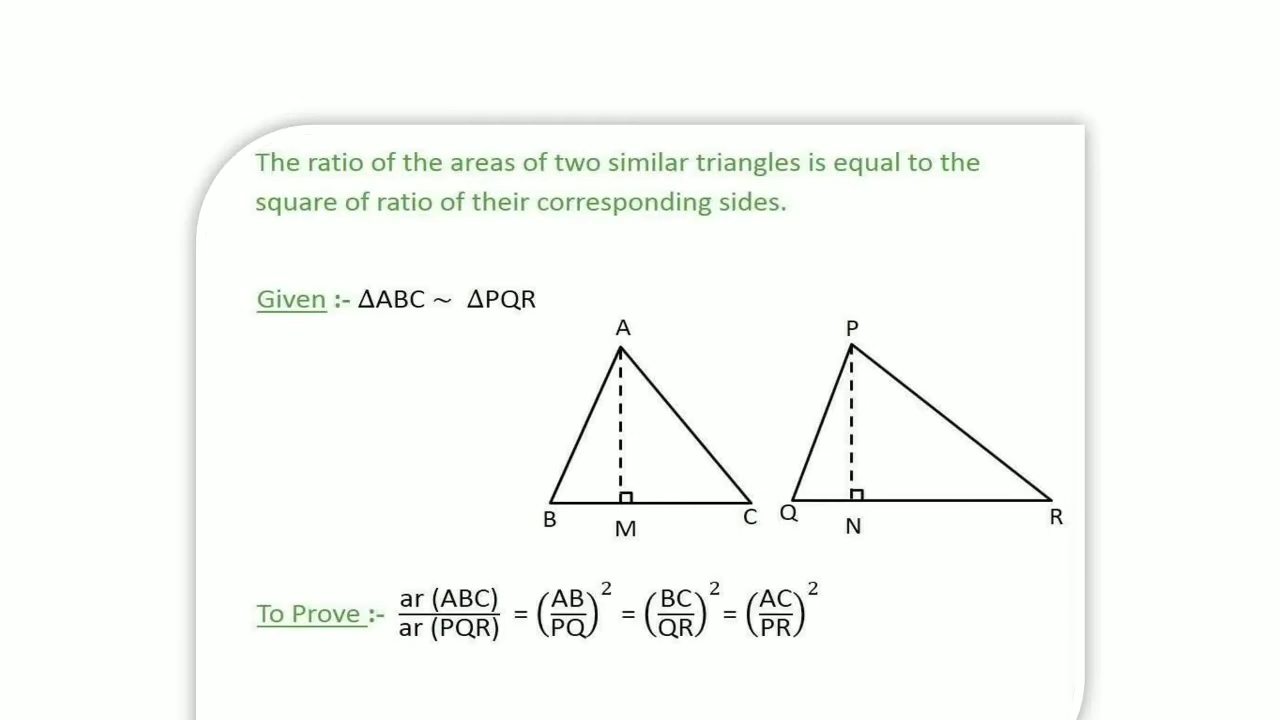 The ratio of the areas of two similar triangles is equal to the
square of ratio of their corresponding sides.
Given :- ΔABC ~ ΔPQR
A
P
B
M
C
Q
N
R
To Prove :- ar (ABC)/ar (PQR) = (AB/PQ)² = (BC/QR)² = (AC/PR)²